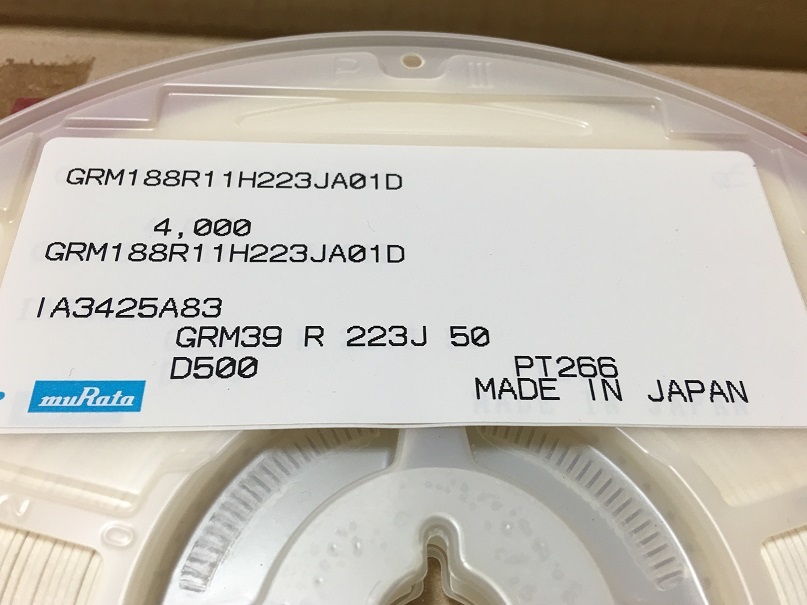 GRM188R11H223JA01D
4,000
GRM188R11H223JA01D
IA3425A83
GRM39 R 223J 50
D500 PT266
muRata MADE IN JAPAN